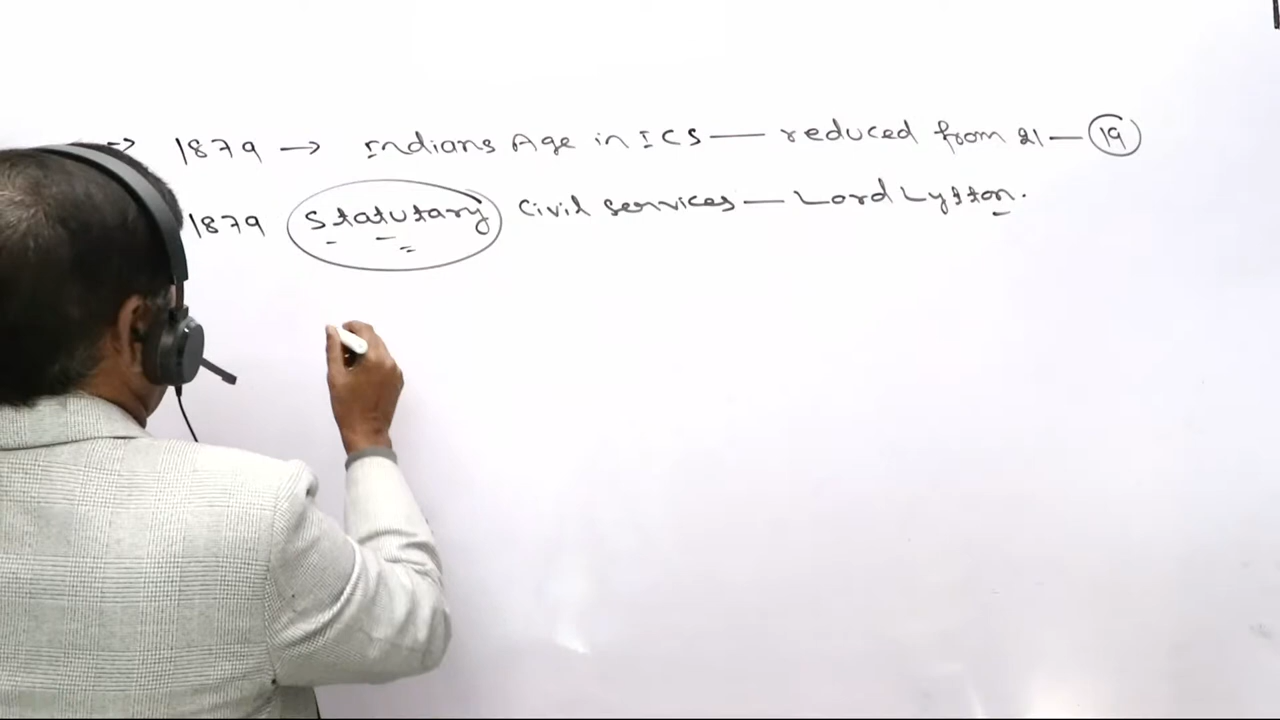 → 1879 → Indians Age in ICS — reduced from 21 — 19
1879 Statutary Civil services — Lord Lytton.